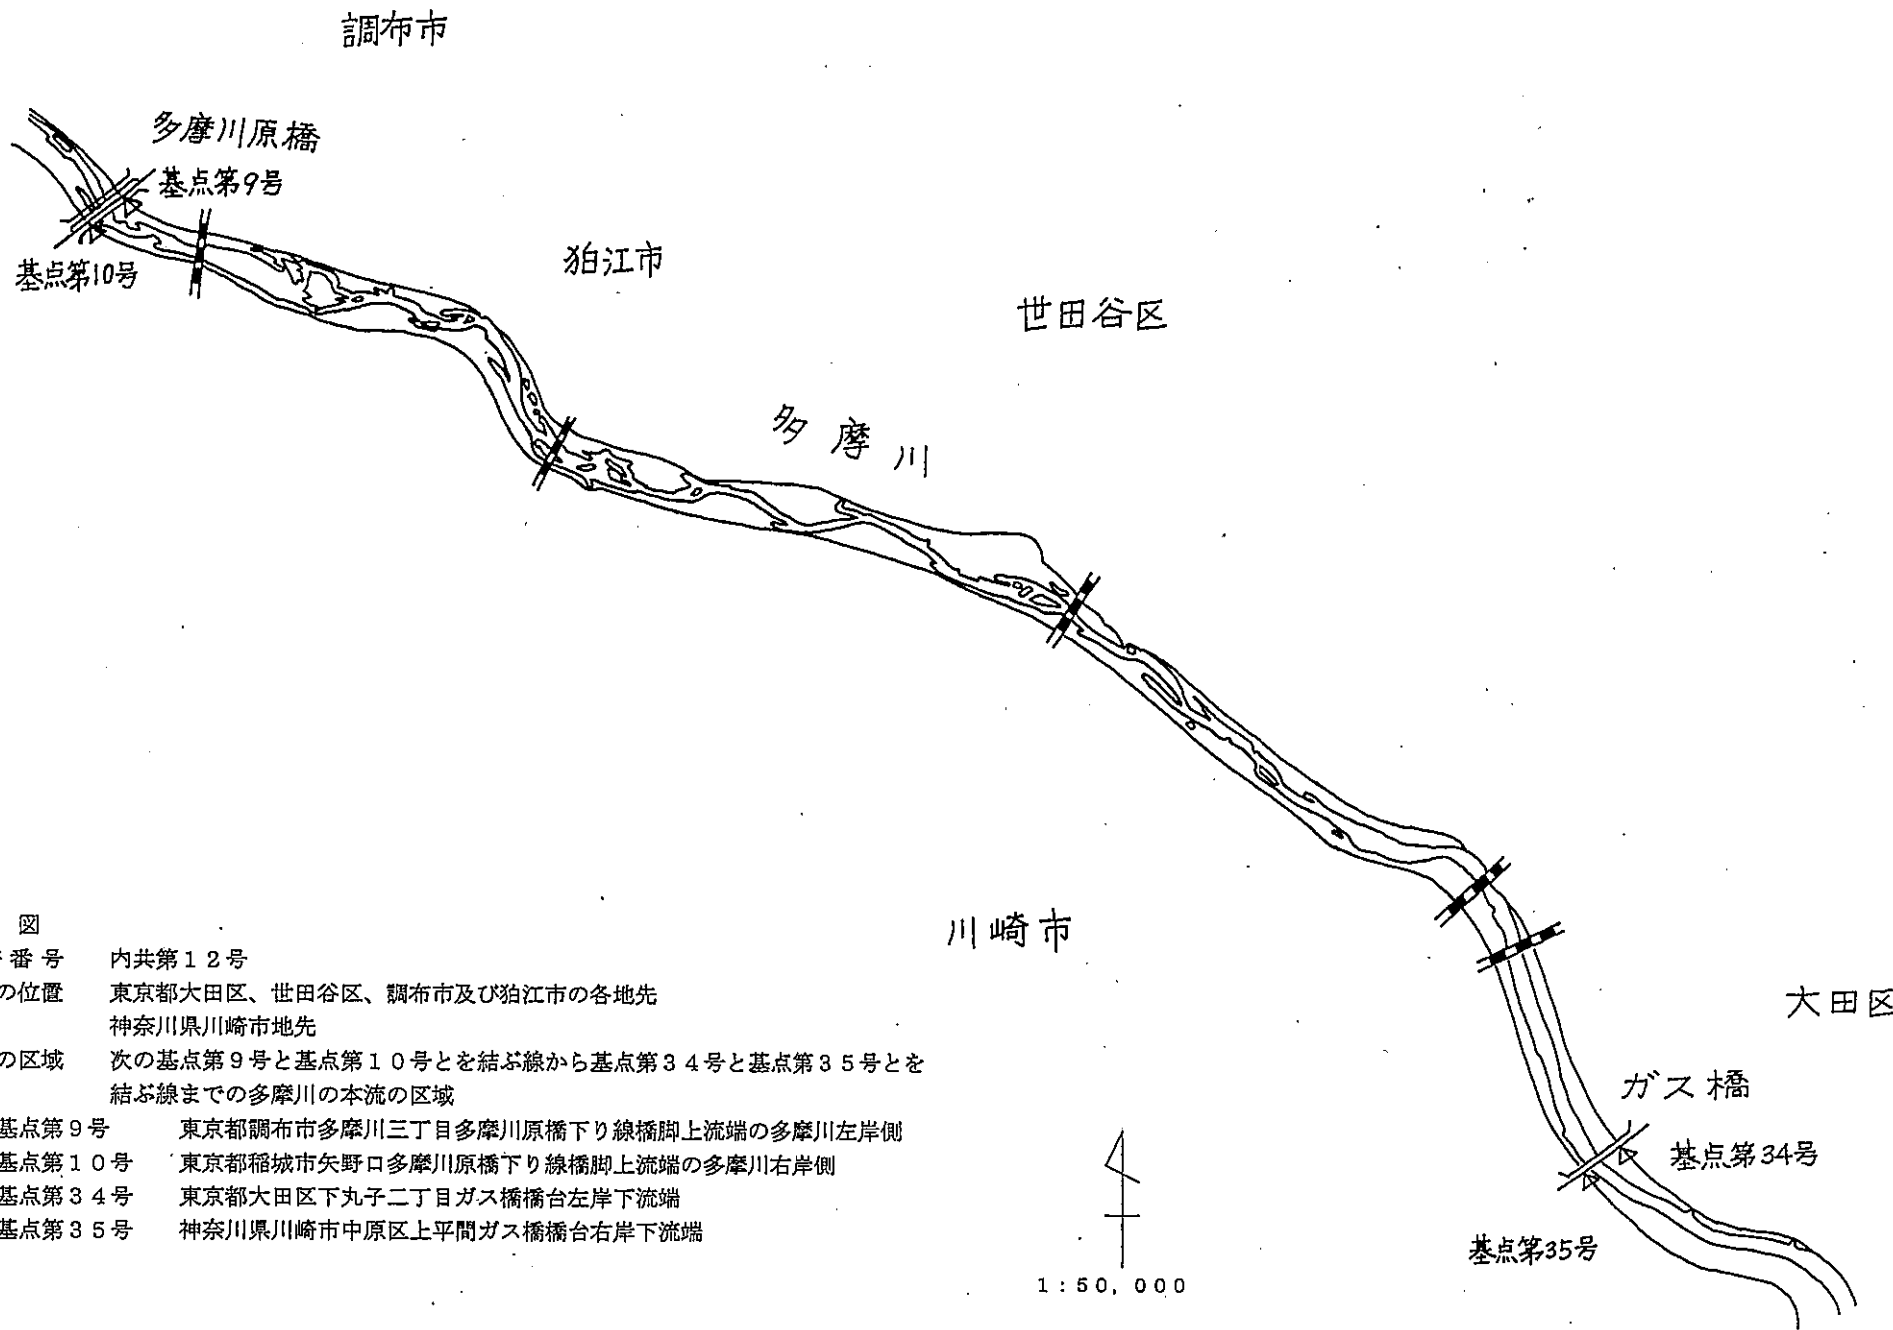 調布市
多摩川原橋
基点第9号
基点第10号
狛江市
世田谷区
多摩川
川崎市
大田区
ガス橋
基点第34号
基点第35号
図
番号 内共第12号
の位置 東京都大田区、世田谷区、調布市及び狛江市の各地先
神奈川県川崎市地先
の区域 次の基点第9号と基点第10号とを結ぶ線から基点第34号と基点第35号とを
結ぶ線までの多摩川の本流の区域
基点第9号 東京都調布市多摩川三丁目多摩川原橋下り線橋脚上流端の多摩川左岸側
基点第10号 東京都稲城市矢野口多摩川原橋下り線橋脚上流端の多摩川右岸側
基点第34号 東京都大田区下丸子二丁目ガス橋橋台左岸下流端
基点第35号 神奈川県川崎市中原区上平間ガス橋橋台右岸下流端
1:50,000